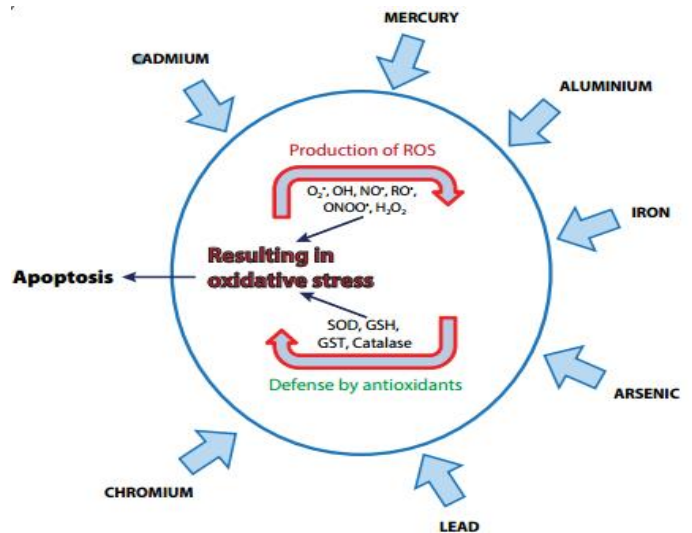 MERCURY
CADMIUM
ALUMINIUM
Production of ROS
O₂•, OH, NO•, RO•,
ONOO•, H₂O₂
IRON
Resulting in
oxidative stress
Apoptosis
SOD, GSH,
GST, Catalase
Defense by antioxidants
ARSENIC
CHROMIUM
LEAD